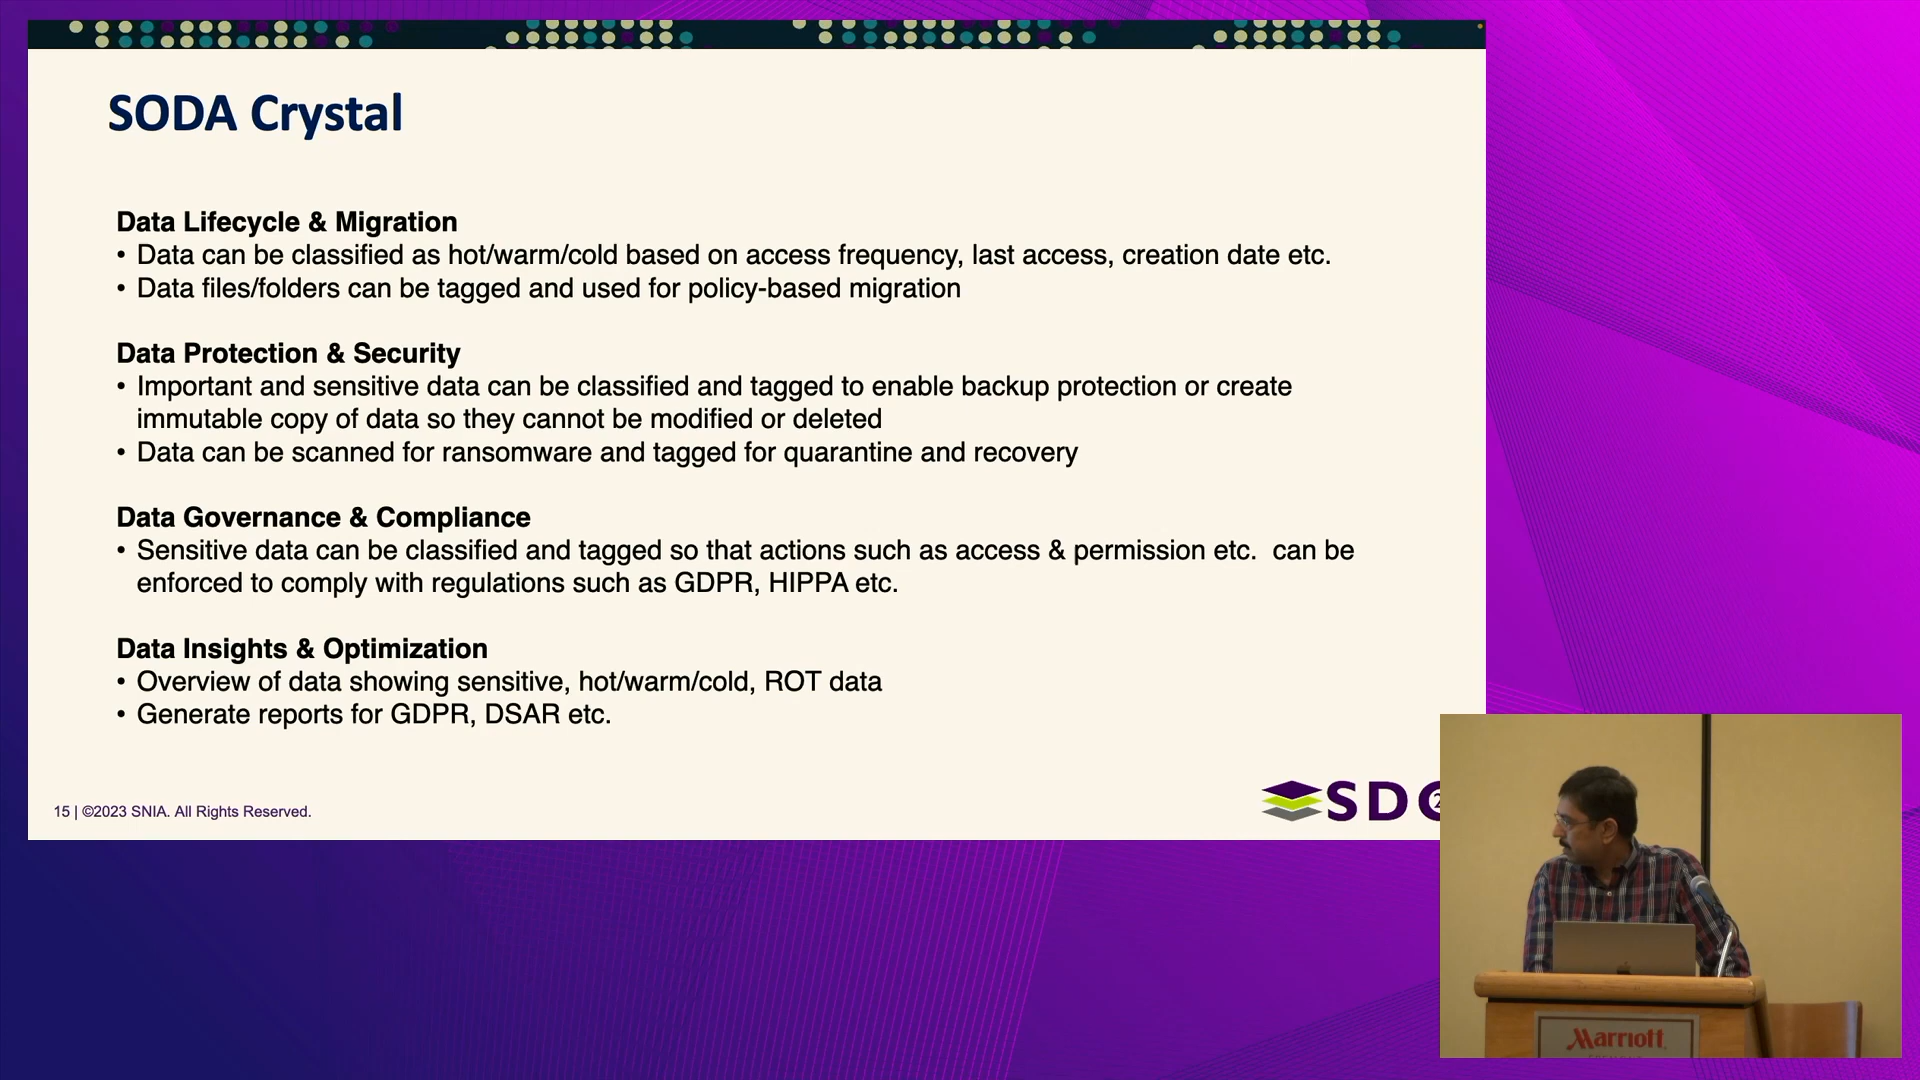 SODA Crystal
Data Lifecycle & Migration
• Data can be classified as hot/warm/cold based on access frequency, last access, creation date etc.
• Data files/folders can be tagged and used for policy-based migration
Data Protection & Security
• Important and sensitive data can be classified and tagged to enable backup protection or create
immutable copy of data so they cannot be modified or deleted
• Data can be scanned for ransomware and tagged for quarantine and recovery
Data Governance & Compliance
• Sensitive data can be classified and tagged so that actions such as access & permission etc.  can be
enforced to comply with regulations such as GDPR, HIPPA etc.
Data Insights & Optimization
• Overview of data showing sensitive, hot/warm/cold, ROT data
• Generate reports for GDPR, DSAR etc.
15 | ©2023 SNIA. All Rights Reserved.
SDC
Marriott